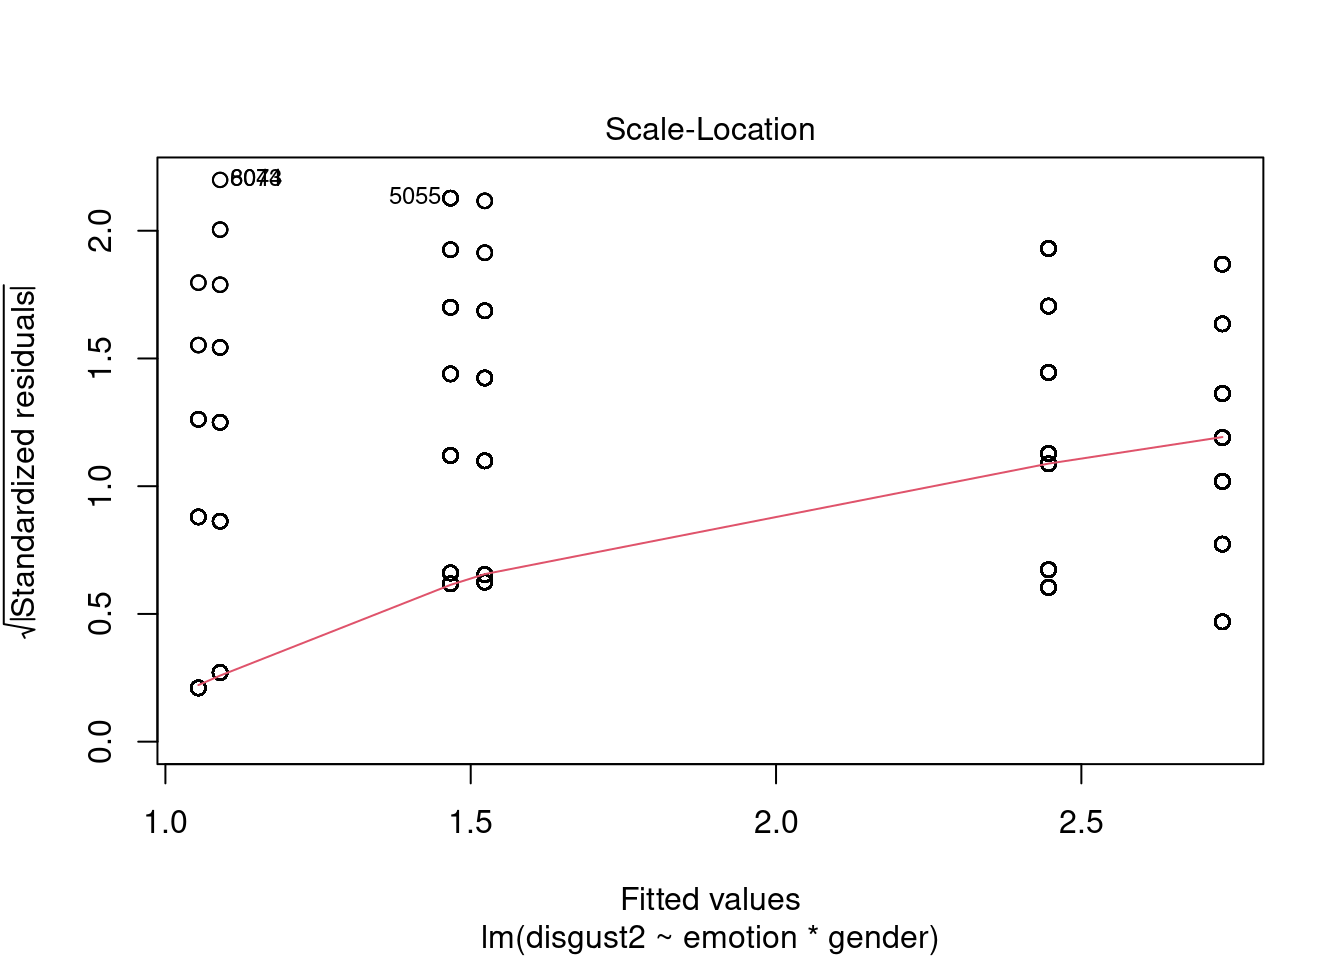 Scale-Location
5055
2.0
1.5
1.0
0.5
0.0
√|Standardized residuals|
1.0 1.5 2.0 2.5
Fitted values
lm(disgust2 ~ emotion * gender)